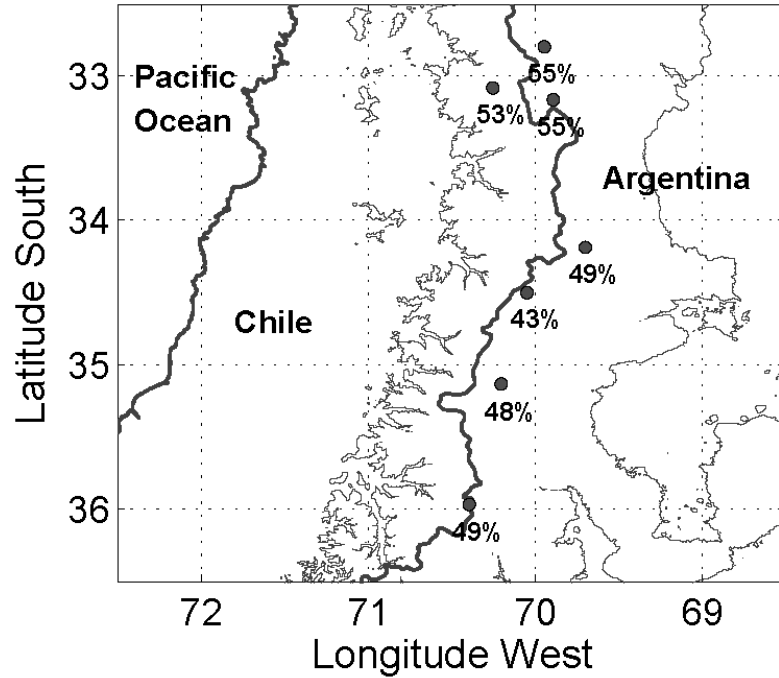 55%
33
Pacific
Ocean
53%
55%
Argentina
34
49%
Chile
43%
Latitude South
35
48%
36
49%
72
71
70
69
Longitude West